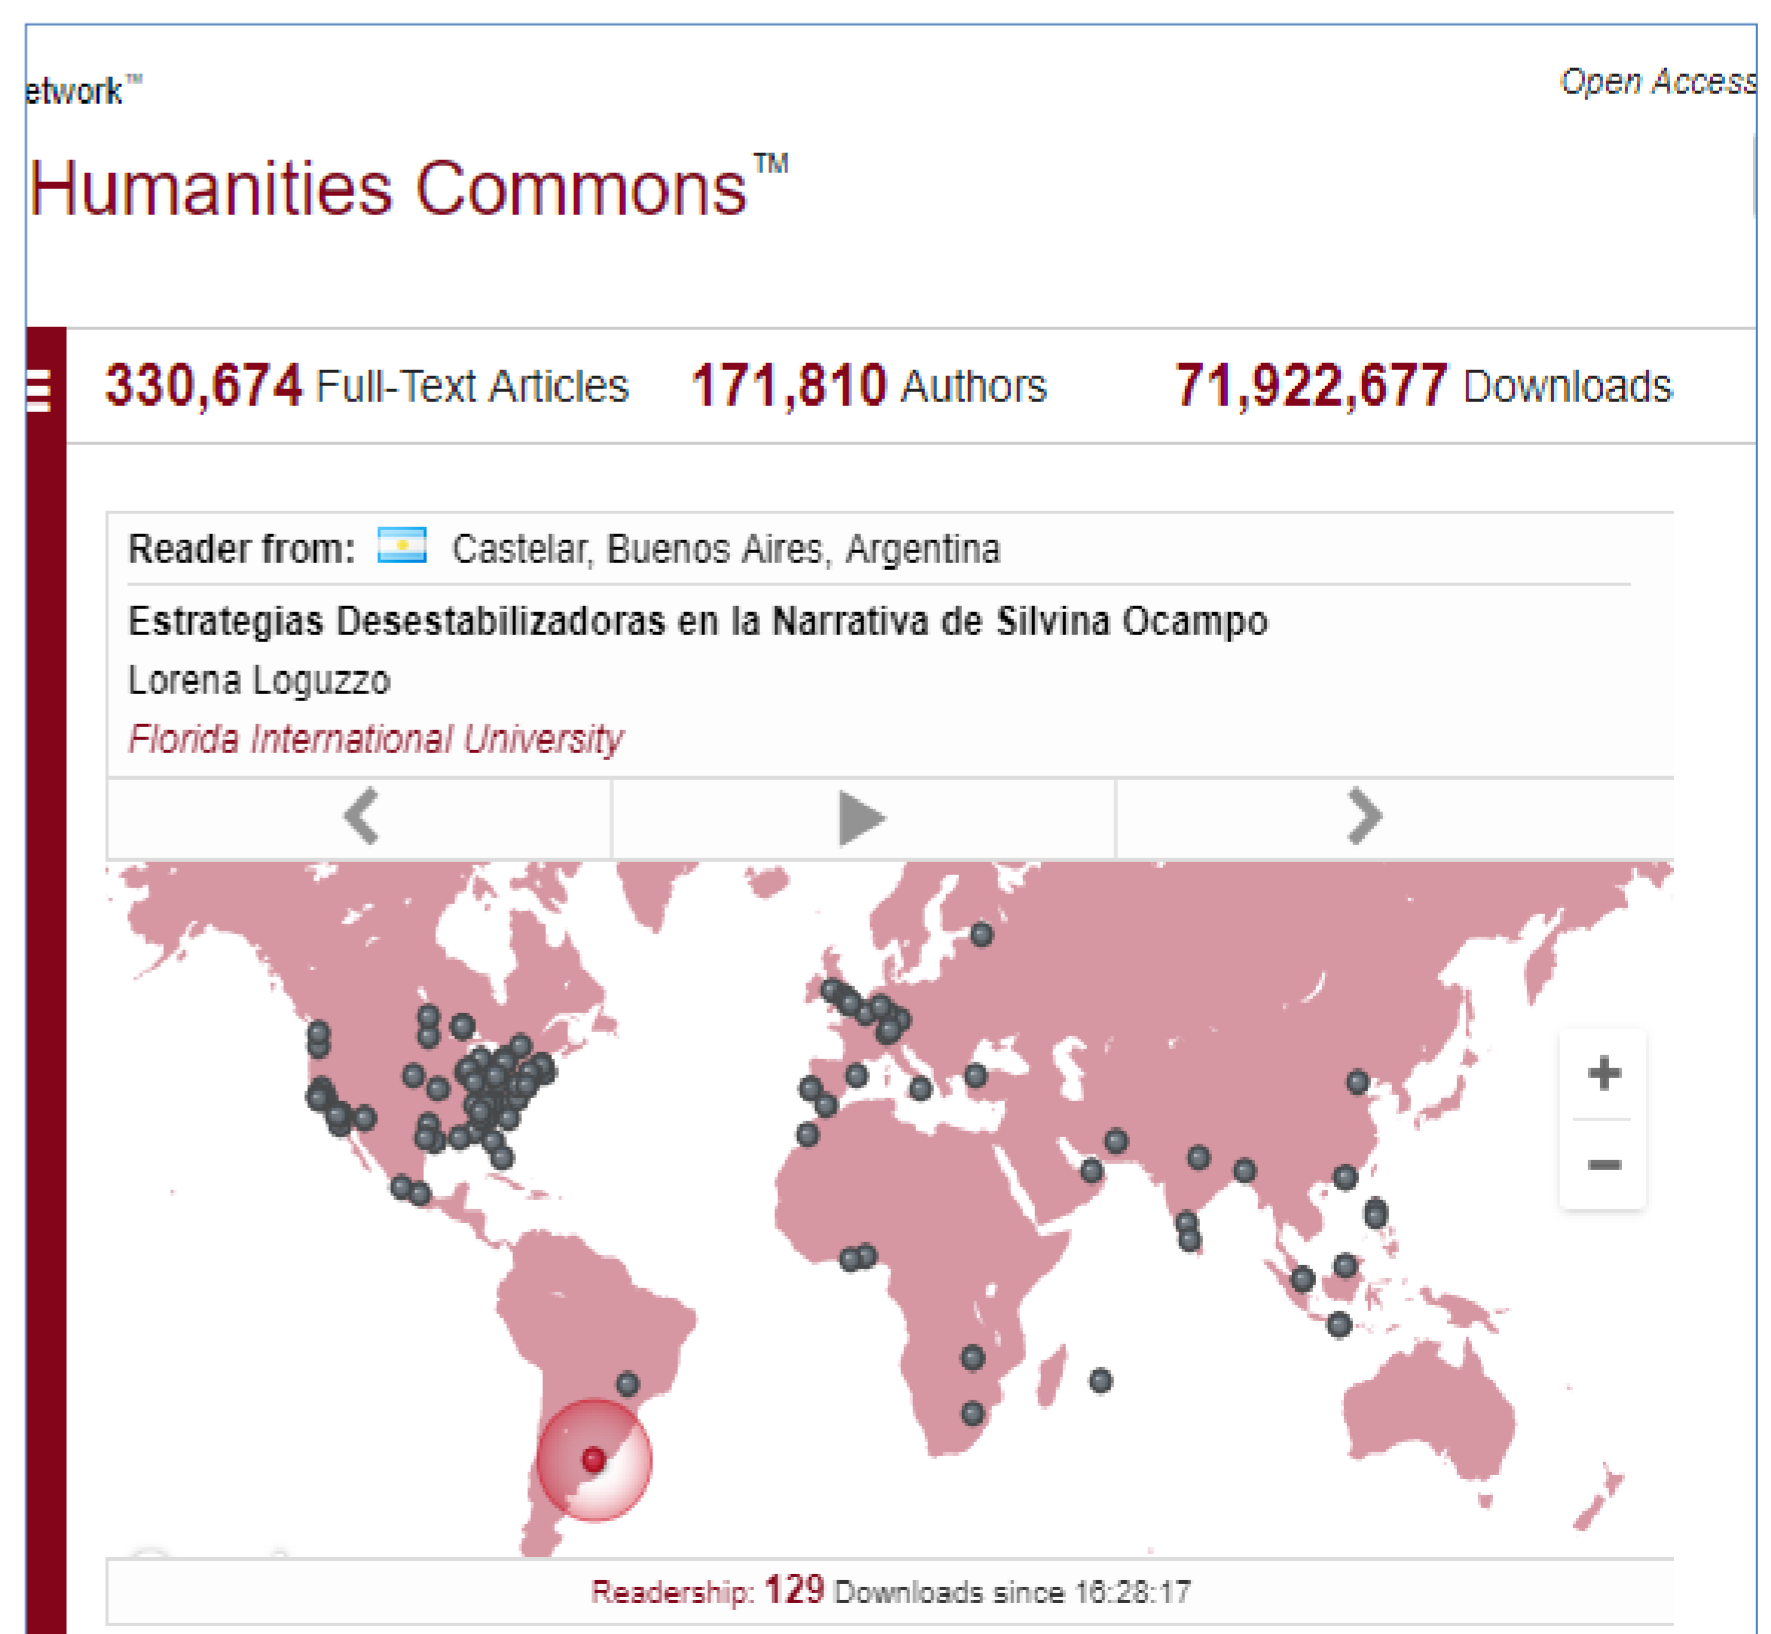 etwork™
Open Access
Humanities Commons™
330,674 Full-Text Articles 171,810 Authors 71,922,677 Downloads
Reader from: Castelar, Buenos Aires, Argentina
Estrategias Desestabilizadoras en la Narrativa de Silvina Ocampo
Lorena Loguzzo
Florida International University
Readership: 129 Downloads since 16:28:17